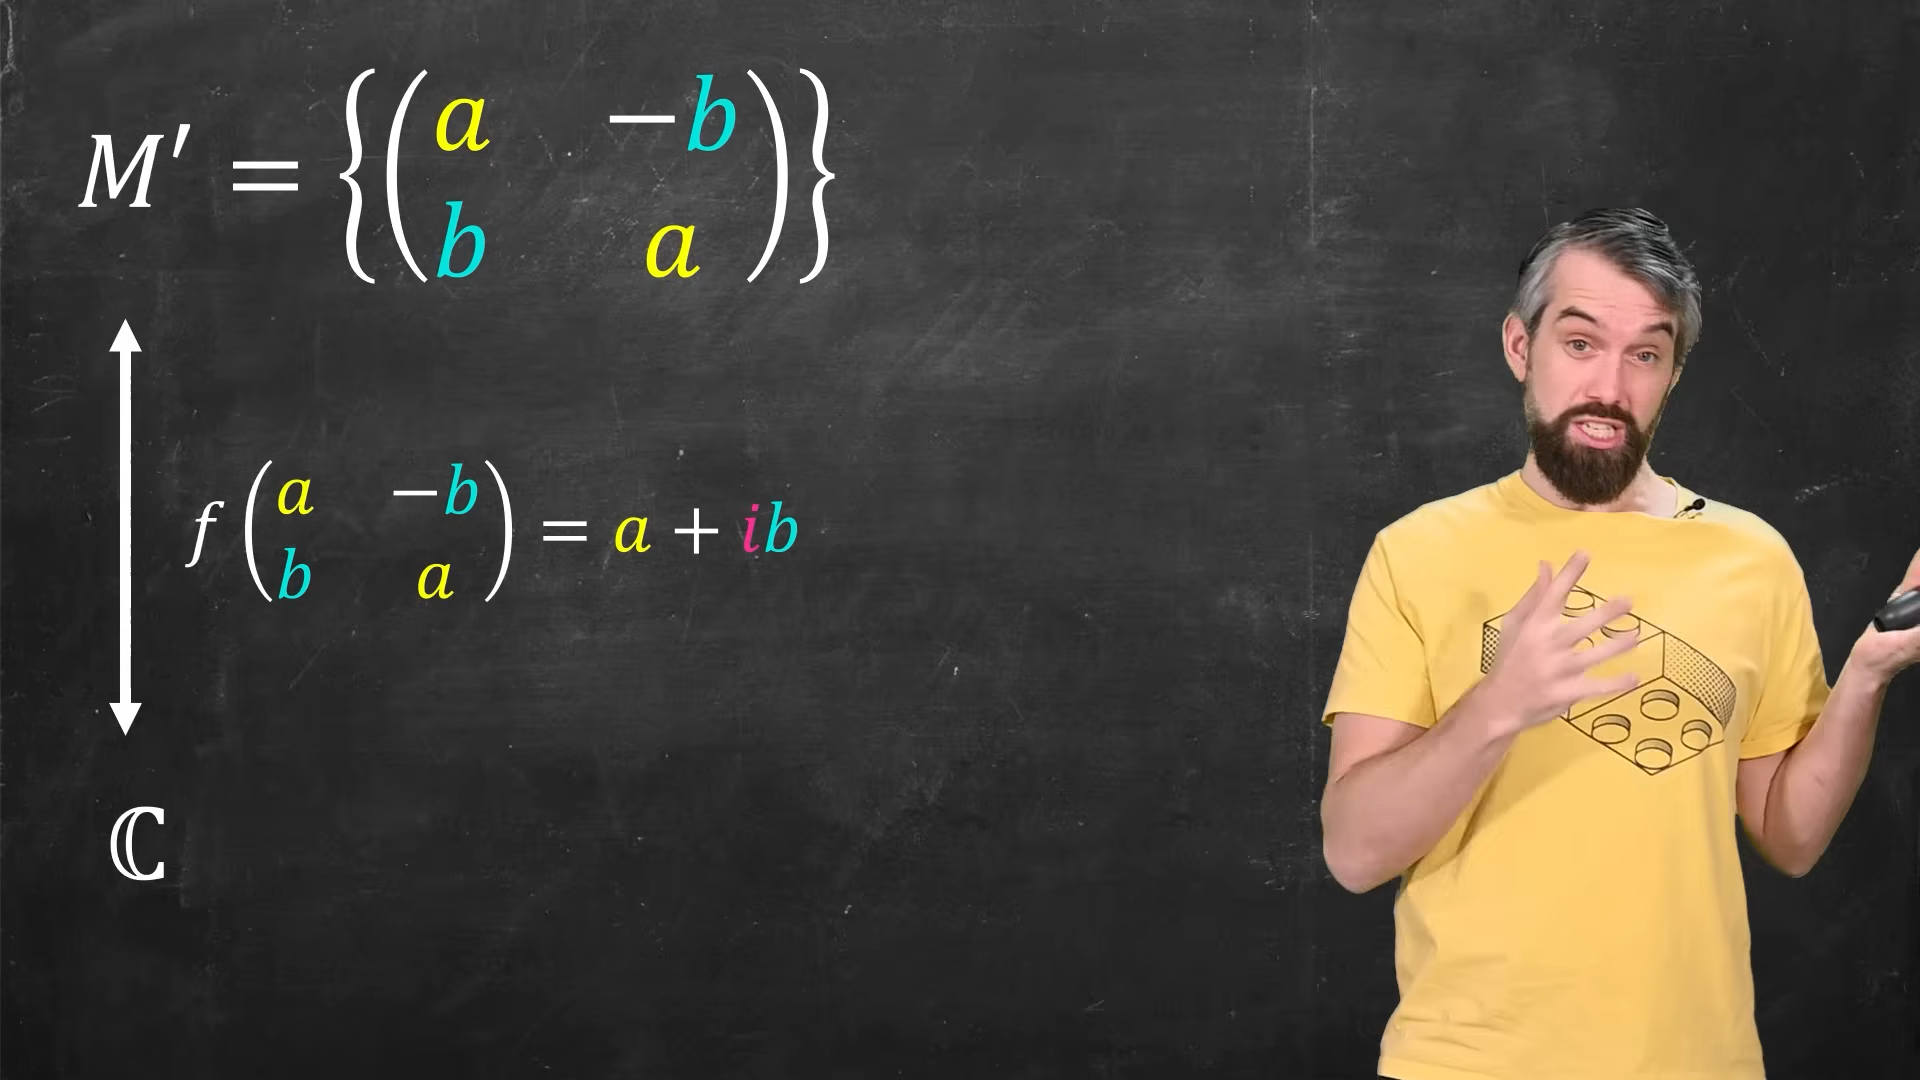 M′ = {(a −b
b a)}
f (a −b
b a) = a + ib
ℂ